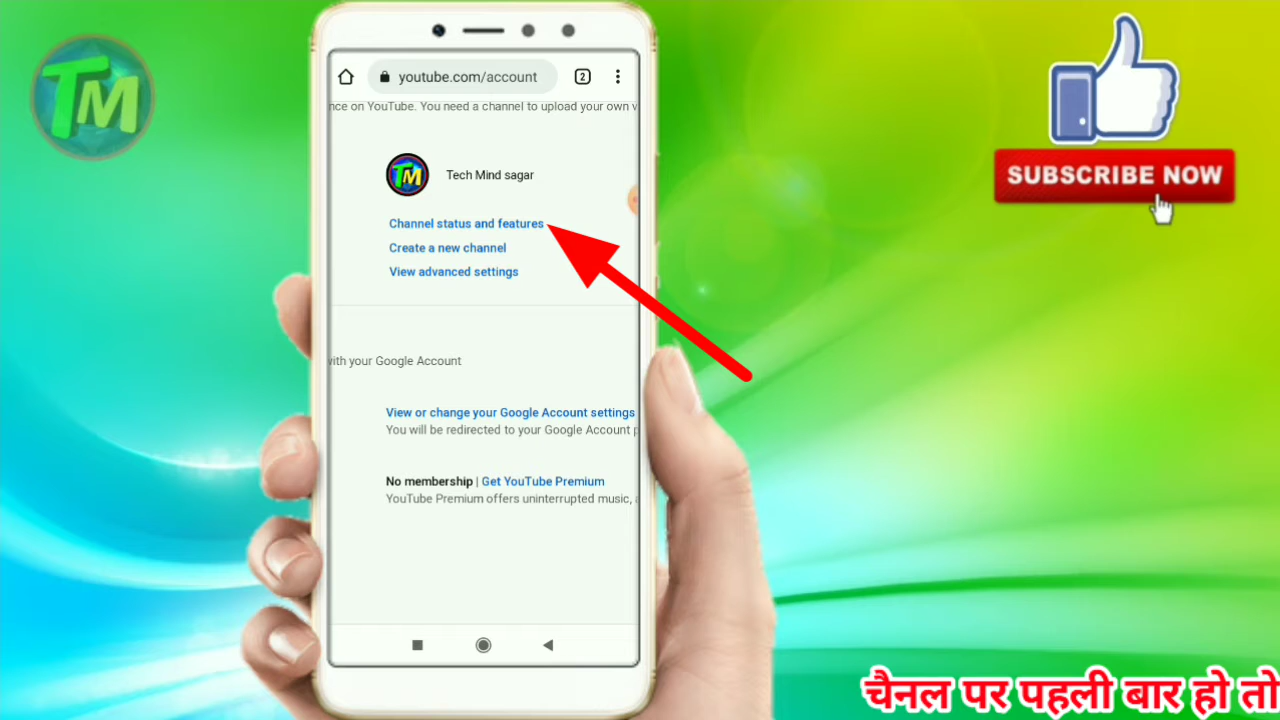 TM
youtube.com/account
2
nce on YouTube. You need a channel to upload your own v
TM
Tech Mind sagar
Channel status and features
Create a new channel
View advanced settings
with your Google Account
View or change your Google Account settings
You will be redirected to your Google Account p
No membership | Get YouTube Premium
YouTube Premium offers uninterrupted music, a
SUBSCRIBE NOW
चैनल पर पहली बार हो तो